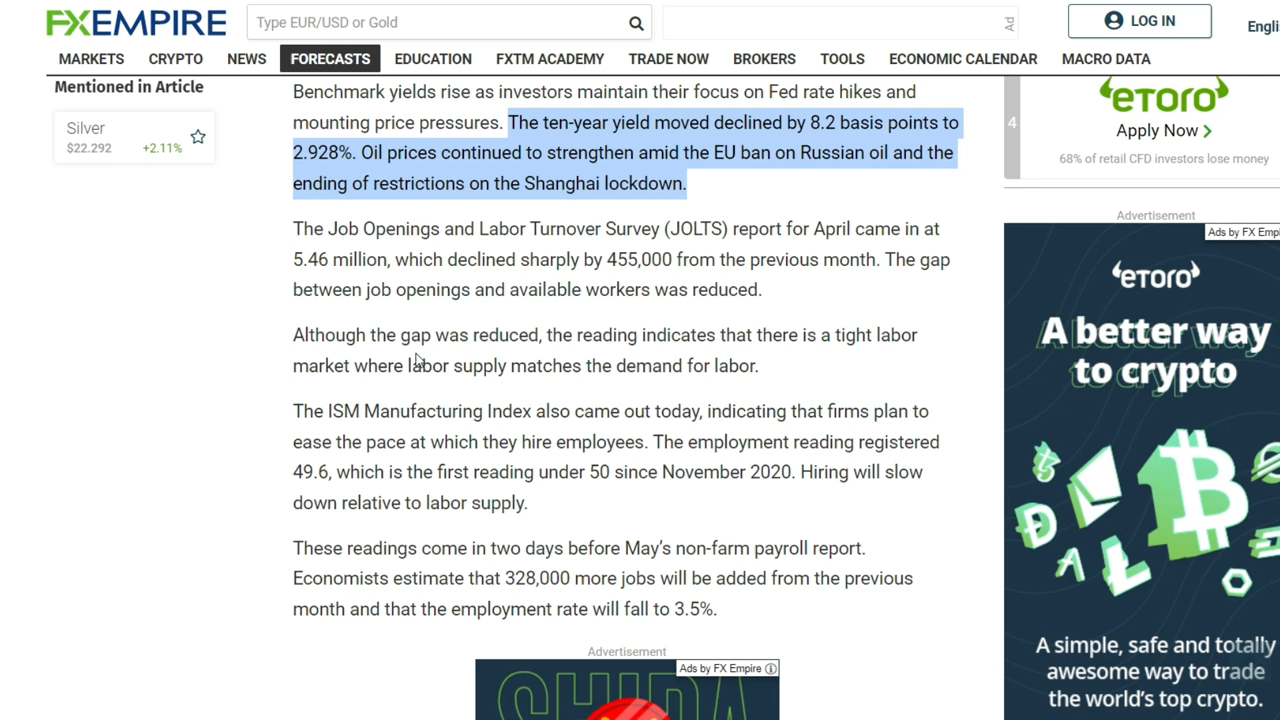 FXEMPIRE
Type EUR/USD or Gold
Ad
LOG IN
Engli
MARKETS CRYPTO NEWS FORECASTS EDUCATION FXTM ACADEMY TRADE NOW BROKERS TOOLS ECONOMIC CALENDAR MACRO DATA
Mentioned in Article
Silver
$22.292 +2.11%
Benchmark yields rise as investors maintain their focus on Fed rate hikes and
mounting price pressures. The ten-year yield moved declined by 8.2 basis points to
2.928%. Oil prices continued to strengthen amid the EU ban on Russian oil and the
ending of restrictions on the Shanghai lockdown.
The Job Openings and Labor Turnover Survey (JOLTS) report for April came in at
5.46 million, which declined sharply by 455,000 from the previous month. The gap
between job openings and available workers was reduced.
Although the gap was reduced, the reading indicates that there is a tight labor
market where labor supply matches the demand for labor.
The ISM Manufacturing Index also came out today, indicating that firms plan to
ease the pace at which they hire employees. The employment reading registered
49.6, which is the first reading under 50 since November 2020. Hiring will slow
down relative to labor supply.
These readings come in two days before May's non-farm payroll report.
Economists estimate that 328,000 more jobs will be added from the previous
month and that the employment rate will fall to 3.5%.
Advertisement
Ads by FX Empire
SHIBA
4
eToro
Apply Now
68% of retail CFD investors lose money
Advertisement
Ads by FX Empi
eToro
A better way
to crypto
A simple, safe and totally
awesome way to trade
the world's top crypto.